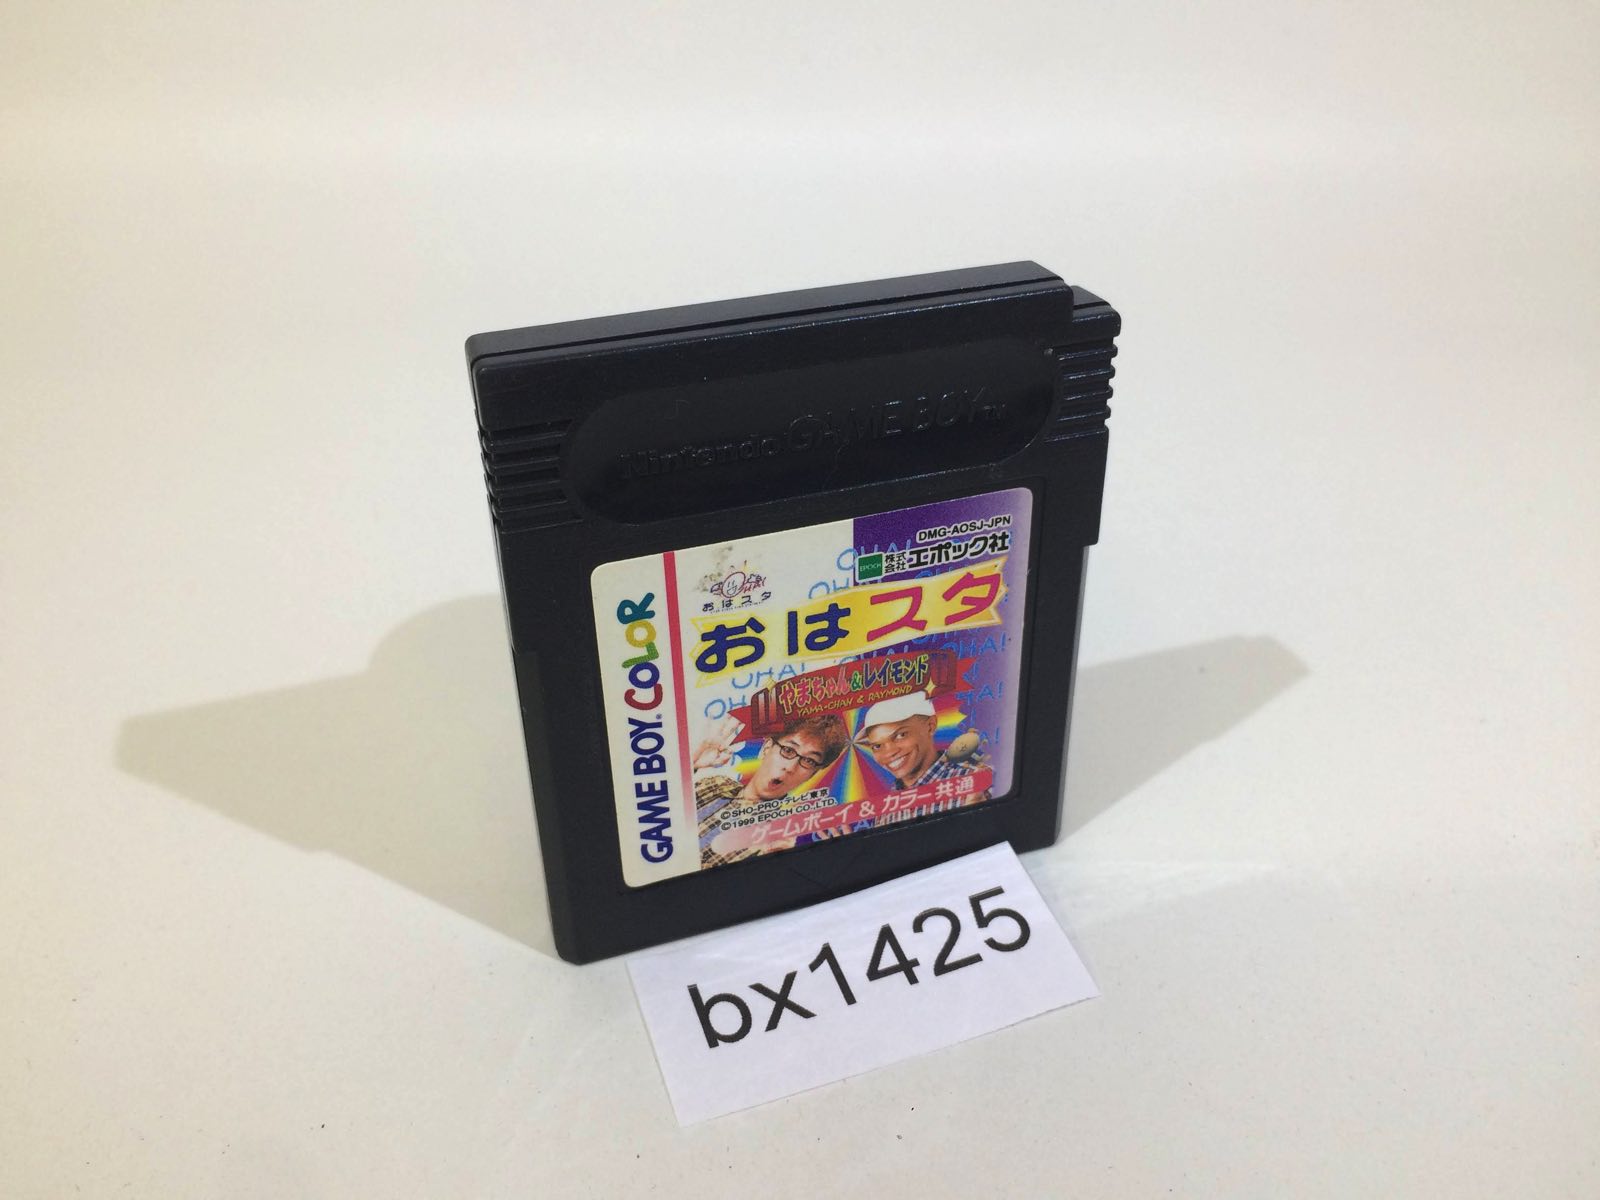 Nintendo GAME BOY™
DMG-AOSJ-JPN
EPOCH 株式会社 エポック社
おはスタ
おはスタ
やまちゃん&レイモンド
YAMA-CHAN & RAYMOND
OHA!
©SHO-PRO・テレビ東京
©1999 EPOCH CO.,LTD.
ゲームボーイ & カラー共通
GAME BOY COLOR
bx1425